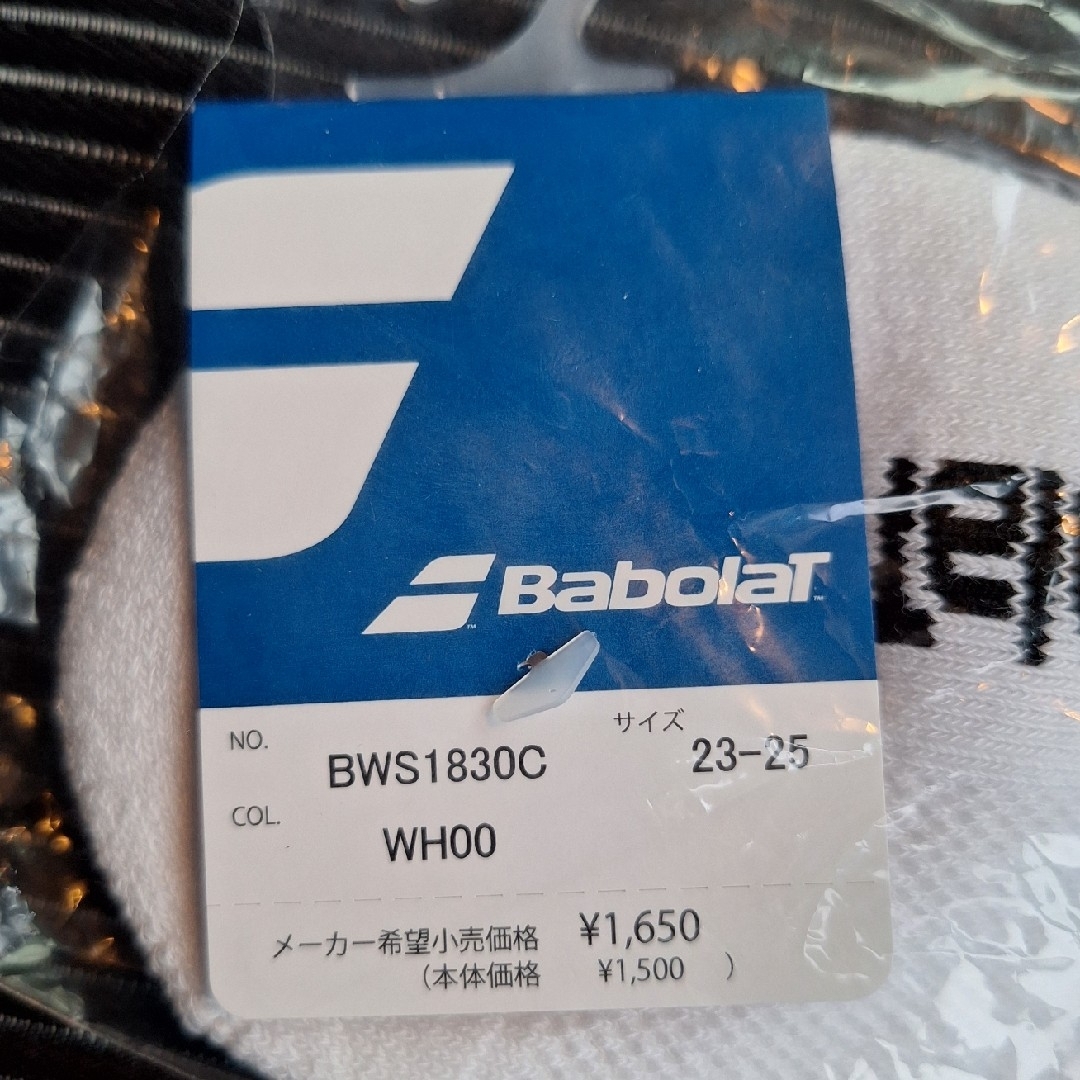 BabolaT
NO.
BWS1830C
サイズ
23-25
COL.
WH00
メーカー希望小売価格 ¥1,650
(本体価格 ¥1,500 )